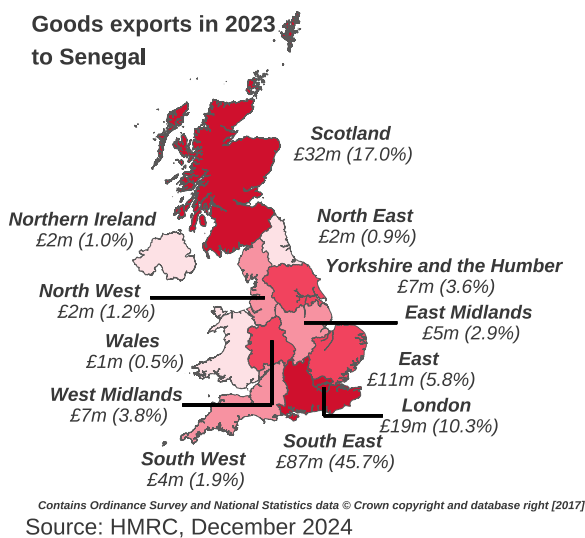 Goods exports in 2023
to Senegal
Scotland
£32m (17.0%)
Northern Ireland
£2m (1.0%)
North East
£2m (0.9%)
Yorkshire and the Humber
£7m (3.6%)
North West
£2m (1.2%)
East Midlands
£5m (2.9%)
Wales
£1m (0.5%)
East
£11m (5.8%)
West Midlands
£7m (3.8%)
London
£19m (10.3%)
South East
£87m (45.7%)
South West
£4m (1.9%)
Contains Ordinance Survey and National Statistics data © Crown copyright and database right [2017]
Source: HMRC, December 2024